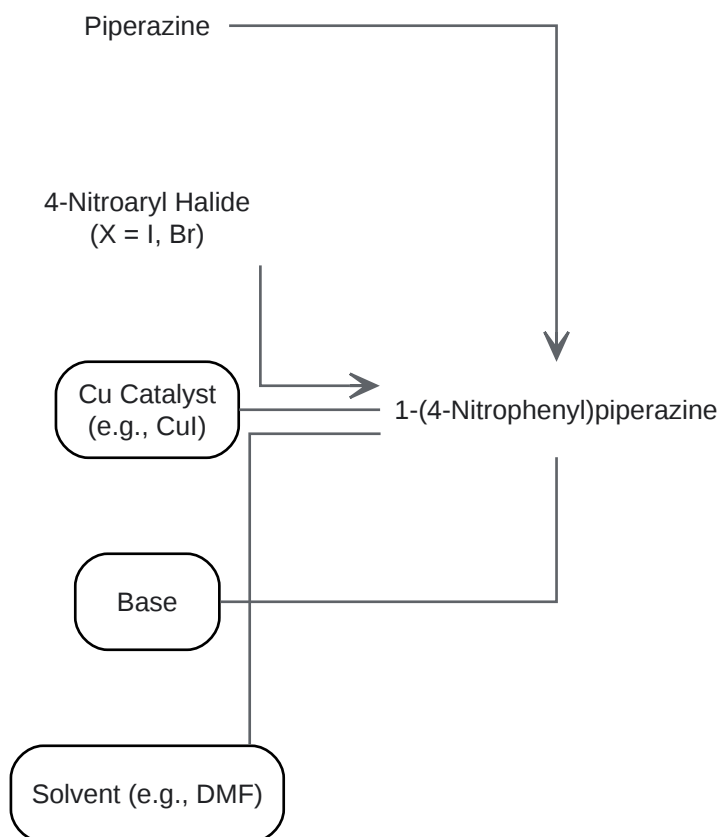 Piperazine
4-Nitroaryl Halide
(X = I, Br)
Cu Catalyst
(e.g., CuI)
1-(4-Nitrophenyl)piperazine
Base
Solvent (e.g., DMF)